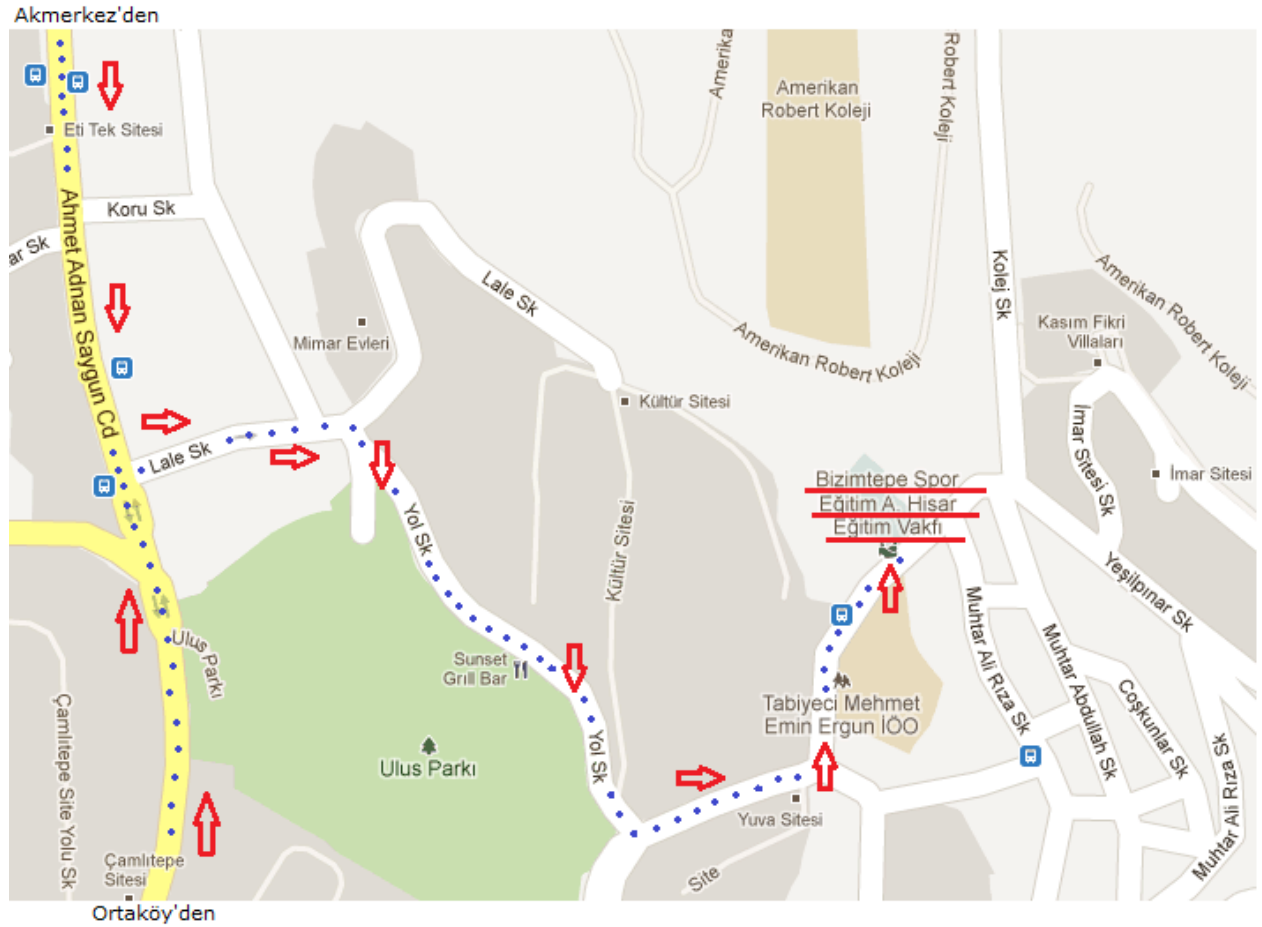 Akmerkez'den
Amerika
Robert Koleji
Amerikan
Robert Koleji
Eti Tek Sitesi
Koru Sk
ar Sk
Ahmet Adnan Saygun Cd
Lale Sk
Kolej Sk
Amerikan Robert Koleji
Mimar Evleri
Kasım Fikri
Villaları
Amerikan Robert Koleji
Kültür Sitesi
Lale Sk
İmar Sitesi Sk
İmar Sitesi
Bizimtepe Spor
Eğitim A. Hisar
Eğitim Vakfı
Yol Sk
Kültür Sitesi
Yeşilpınar Sk
Ulus Parkı
Sunset
Grill Bar
Muhtar Ali Rıza Sk
Muhtar Abdullah Sk
Coşkunlar Sk
Tabiyeci Mehmet
Emin Ergun İÖO
Çamlıtepe Site Yolu Sk
Yol Sk
Ulus Parkı
Muhtar Ali Rıza Sk
Yuva Sitesi
Çamlıtepe
Sitesi
Site
Ortaköy'den